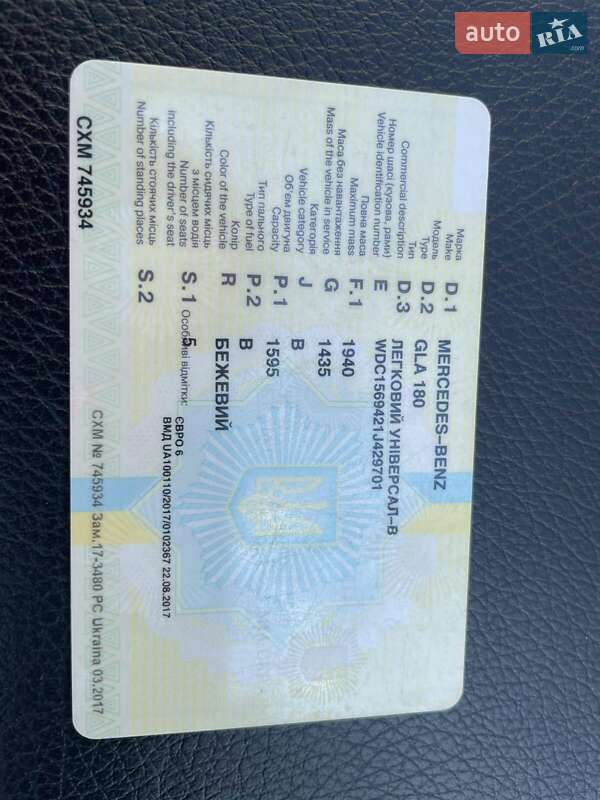 auto RIA .com
Марка
Make D.1 MERCEDES–BENZ
Модель
Type D.2 GLA 180
Тип
Commercial description D.3 ЛЕГКОВИЙ УНІВЕРСАЛ–В
Номер шасі (кузова, рами)
Vehicle identification number E WDC1569421J429701
Повна маса
Maximum mass F.1 1940
Маса без навантаження
Mass of the vehicle in service G 1435
Категорія
Vehicle category J B
Об'єм двигуна
Capacity P.1 1595
Тип пального
Type of fuel P.2 B
Колір
Color of the vehicle R БЕЖЕВИЙ
Кількість сидячих місць
з місцем водія
Number of seats
including the driver's seat S.1 5
Особливі відмітки:
ЄВРО 6
ВМД UA100110/2017/0102367 22.08.2017
Кількість стоячих місць
Number of standing places S.2
СХМ 745934
СХМ № 745934 Зам.17-3480 PC Ukraina 03.2017